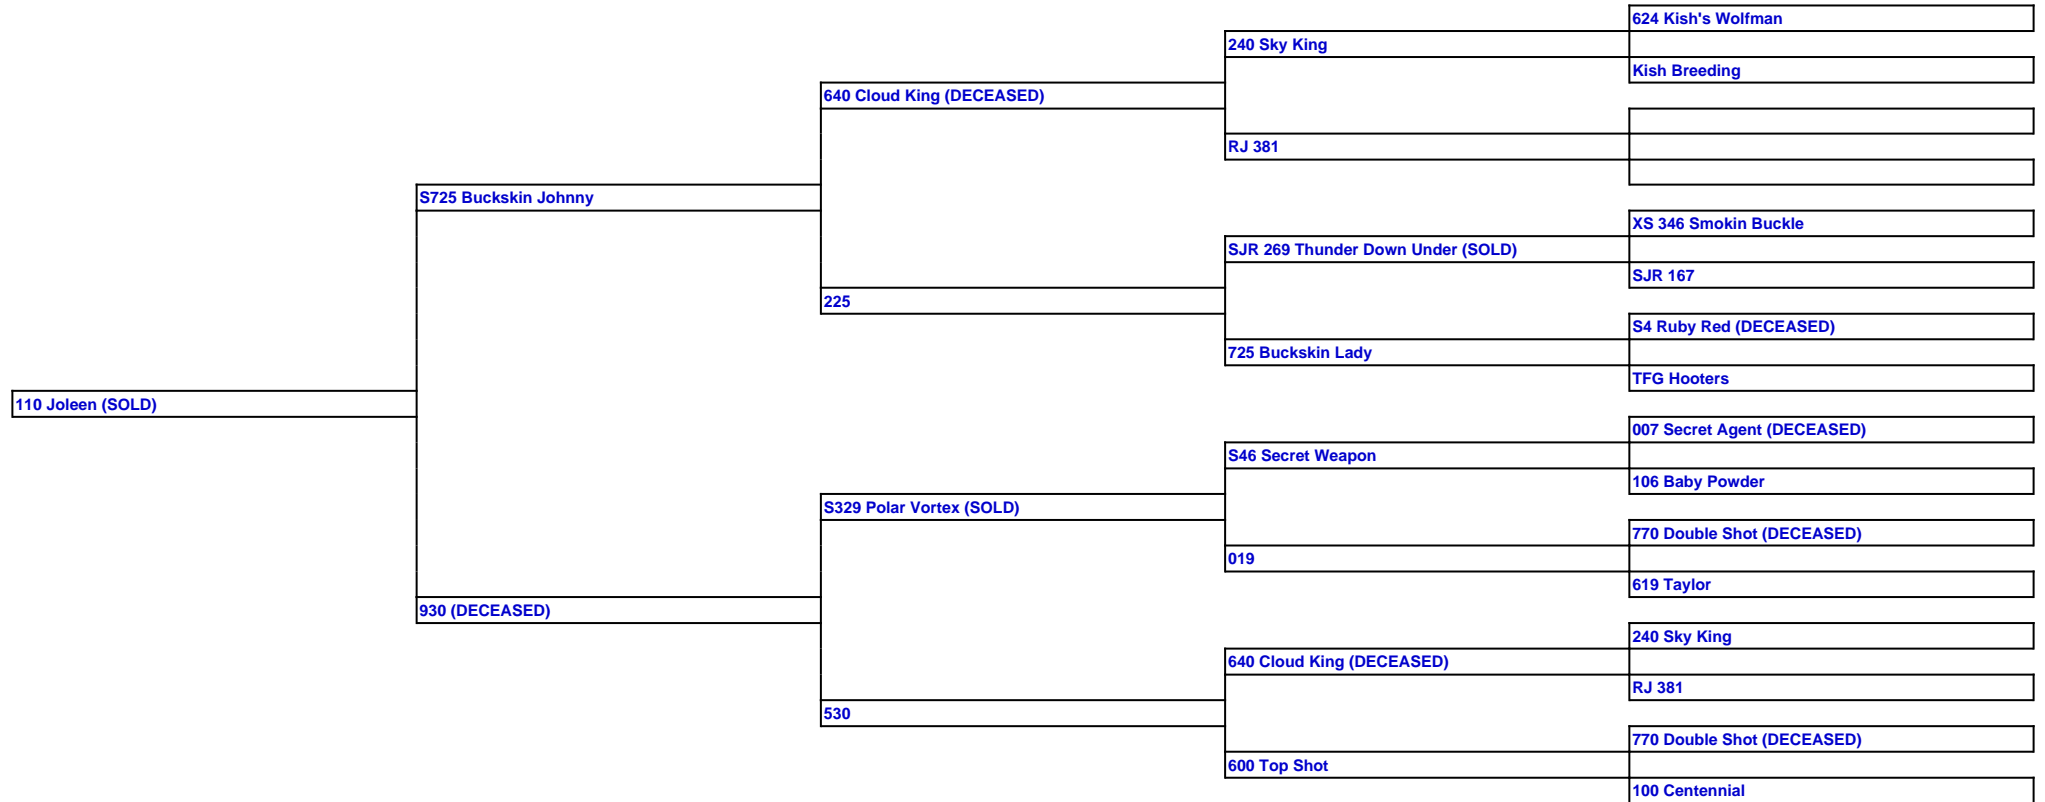 624 Kish's Wolfman
240 Sky King
Kish Breeding
640 Cloud King (DECEASED)
RJ 381
S725 Buckskin Johnny
XS 346 Smokin Buckle
SJR 269 Thunder Down Under (SOLD)
SJR 167
225
S4 Ruby Red (DECEASED)
725 Buckskin Lady
TFG Hooters
110 Joleen (SOLD)
007 Secret Agent (DECEASED)
S46 Secret Weapon
106 Baby Powder
S329 Polar Vortex (SOLD)
770 Double Shot (DECEASED)
019
619 Taylor
930 (DECEASED)
240 Sky King
640 Cloud King (DECEASED)
RJ 381
530
770 Double Shot (DECEASED)
600 Top Shot
100 Centennial